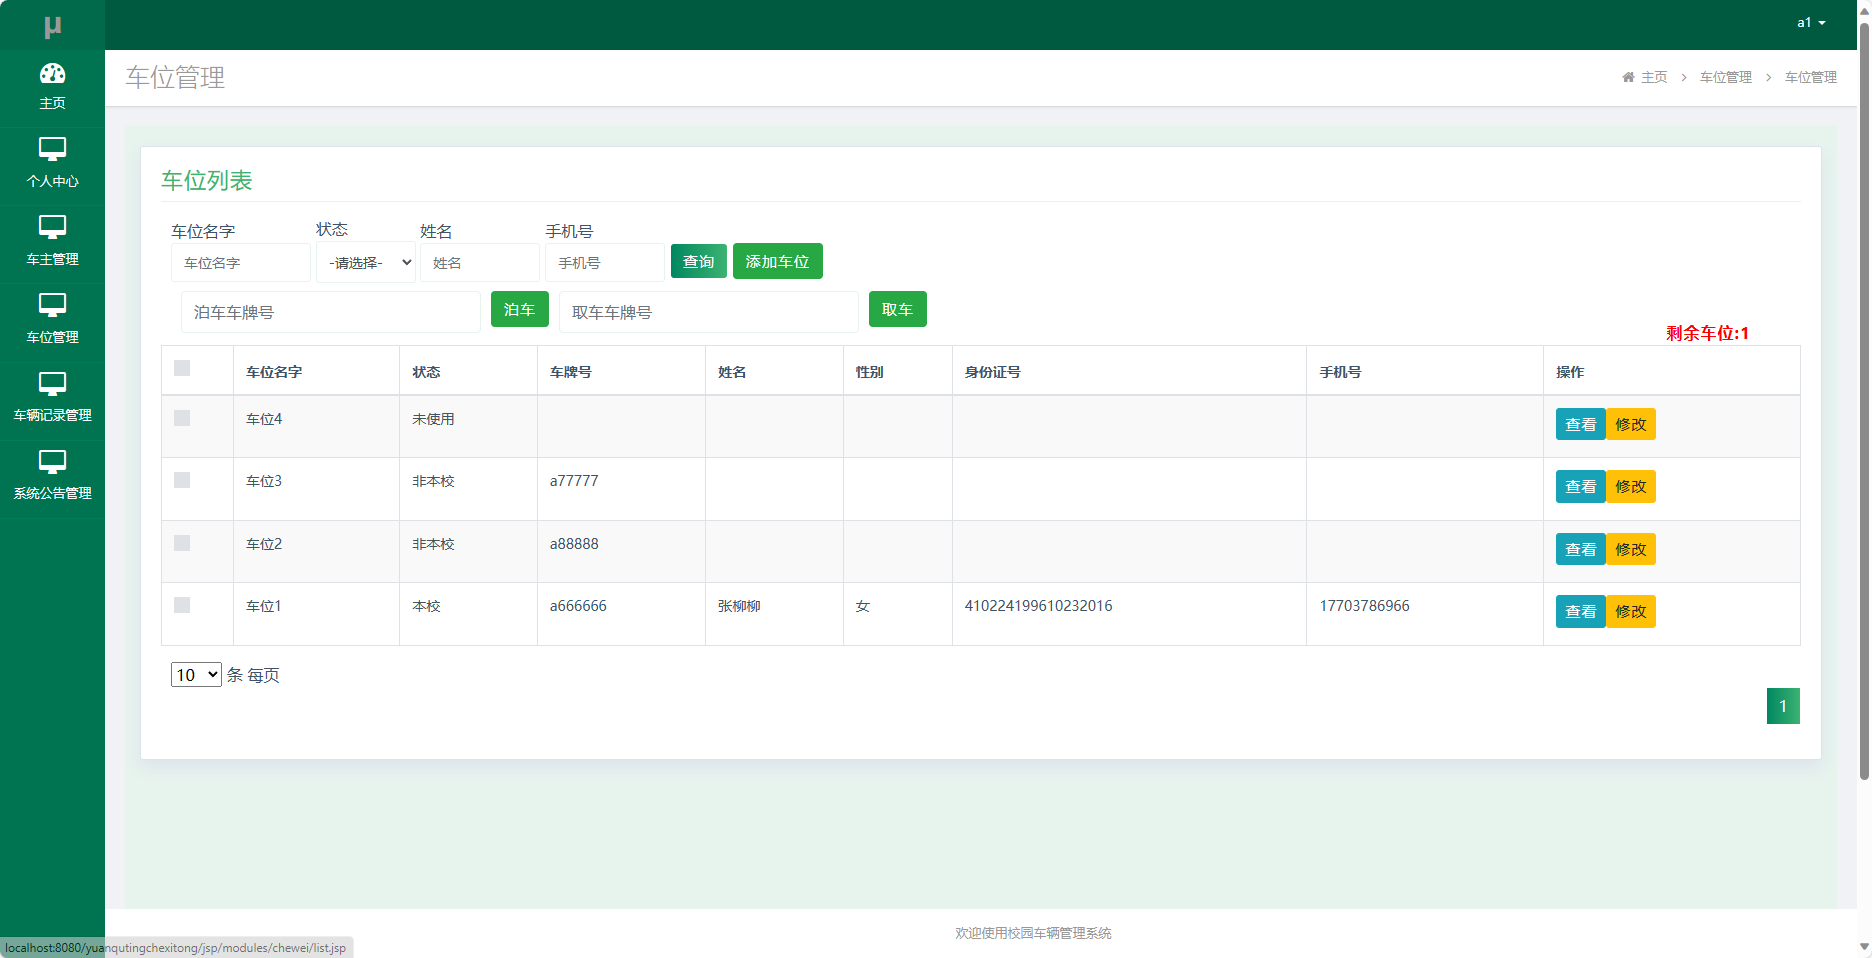 μ
a1
主页
个人中心
车主管理
车位管理
车辆记录管理
系统公告管理
车位管理
主页 > 车位管理 > 车位管理
车位列表
车位名字 状态 姓名 手机号
车位名字 -请选择- 姓名 手机号 查询 添加车位
泊车车牌号 泊车 取车车牌号 取车
剩余车位:1
车位名字 状态 车牌号 姓名 性别 身份证号 手机号 操作
车位4 未使用 查看 修改
车位3 非本校 a77777 查看 修改
车位2 非本校 a88888 查看 修改
车位1 本校 a666666 张柳柳 女 410224199610232016 17703786966 查看 修改
10 条 每页
1
欢迎使用校园车辆管理系统
localhost:8080/yuanqutingchexitong/jsp/modules/chewei/list.jsp